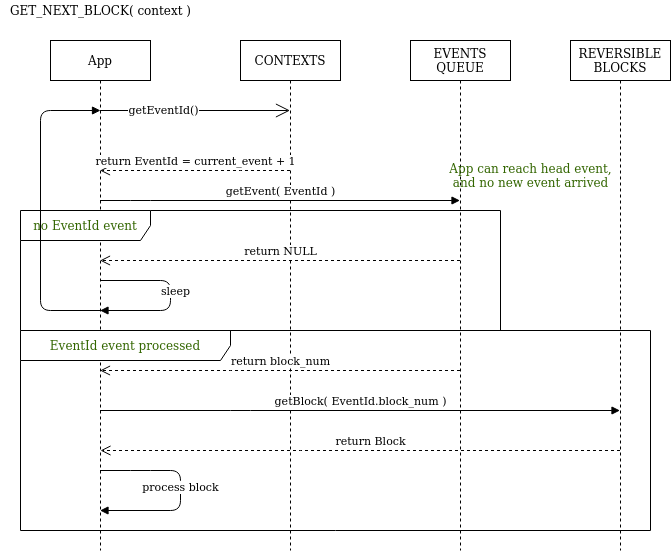 GET_NEXT_BLOCK( context )
App
CONTEXTS
EVENTS
QUEUE
REVERSIBLE
BLOCKS
getEventId()
return EventId = current_event + 1
App can reach head event,
and no new event arrived
getEvent( EventId )
no EventId event
return NULL
sleep
EventId event processed
return block_num
getBlock( EventId.block_num )
return Block
process block